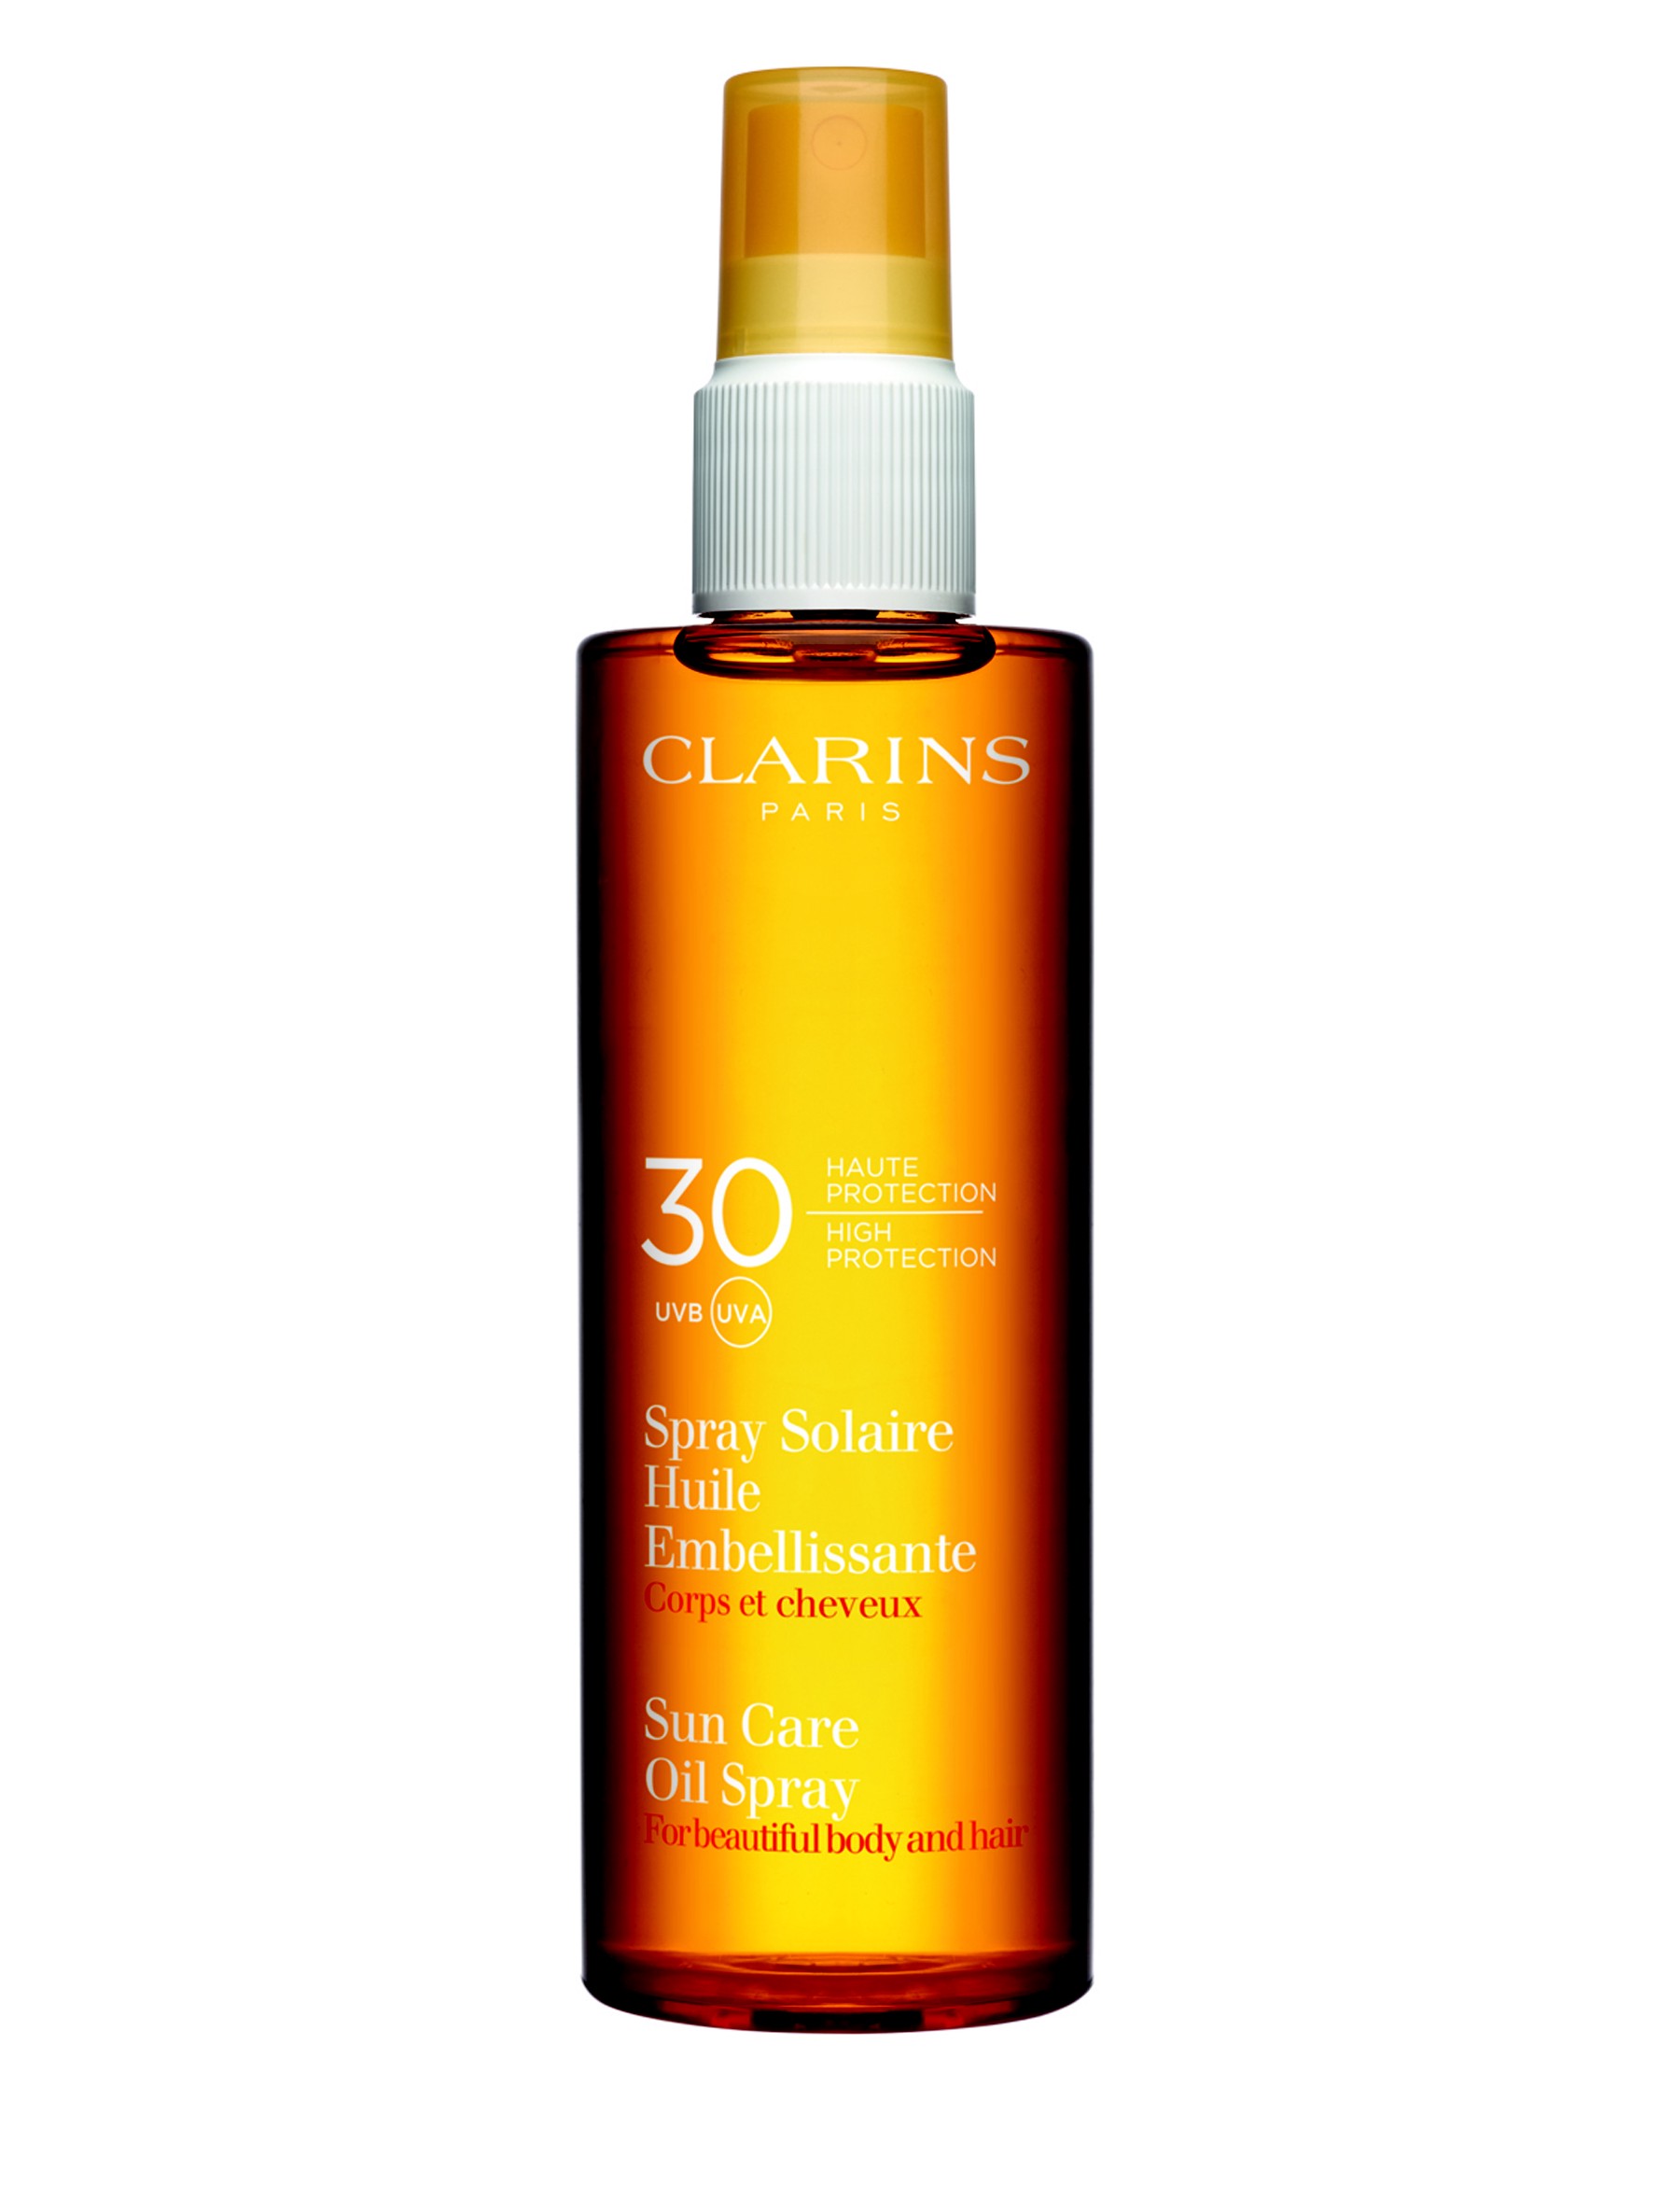 CLARINS
PARIS
30
HAUTE
PROTECTION
HIGH
PROTECTION
UVB UVA
Spray Solaire
Huile
Embellissante
Corps et cheveux
Sun Care
Oil Spray
For beautiful body and hair